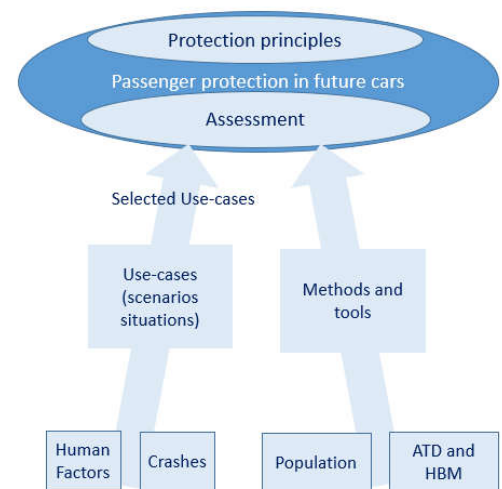 Protection principles
Passenger protection in future cars
Assessment
Selected Use-cases
Use-cases
(scenarios
situations)
Methods and
tools
Human
Factors
Crashes
Population
ATD and
HBM